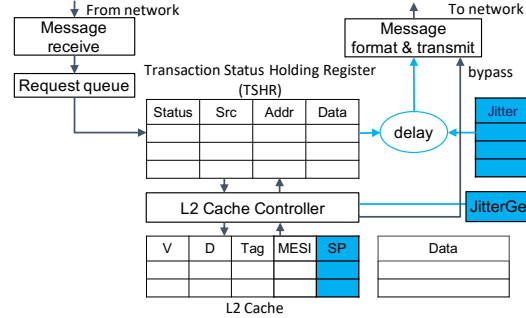 From network
To network
Message
receive
Message
format & transmit
Request queue
bypass
Transaction Status Holding Register
(TSHR)
Status Src Addr Data
delay
Jitter
L2 Cache Controller
JitterGe
V D Tag MESI SP
Data
L2 Cache